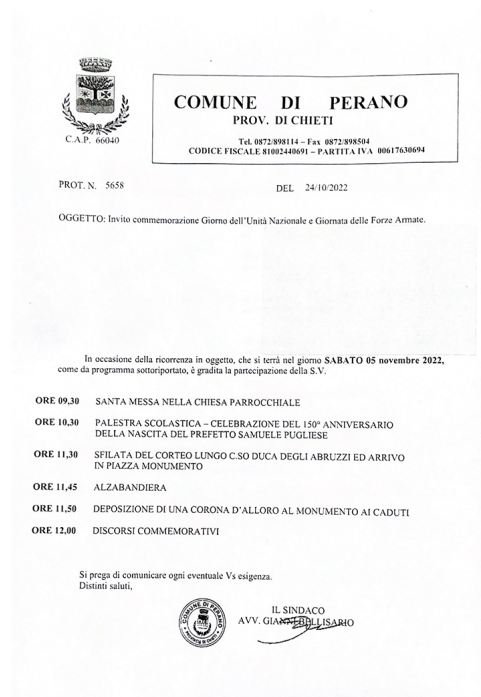 C.A.P. 66040
COMUNE DI PERANO
PROV. DI CHIETI
Tel. 0872/898114 – Fax 0872/898504
CODICE FISCALE 81002440691 – PARTITA IVA 00617630694
PROT. N. 5658 DEL 24/10/2022
OGGETTO: Invito commemorazione Giorno dell'Unità Nazionale e Giornata delle Forze Armate.
In occasione della ricorrenza in oggetto, che si terrà nel giorno SABATO 05 novembre 2022,
come da programma sottoriportato, è gradita la partecipazione della S.V.
ORE 09,30 SANTA MESSA NELLA CHIESA PARROCCHIALE
ORE 10,30 PALESTRA SCOLASTICA – CELEBRAZIONE DEL 150° ANNIVERSARIO
DELLA NASCITA DEL PREFETTO SAMUELE PUGLIESE
ORE 11,30 SFILATA DEL CORTEO LUNGO C.SO DUCA DEGLI ABRUZZI ED ARRIVO
IN PIAZZA MONUMENTO
ORE 11,45 ALZABANDIERA
ORE 11,50 DEPOSIZIONE DI UNA CORONA D'ALLORO AL MONUMENTO AI CADUTI
ORE 12,00 DISCORSI COMMEMORATIVI
Si prega di comunicare ogni eventuale Vs esigenza.
Distinti saluti,
COMUNE DI PERANO
PROVINCIA DI CHIETI
IL SINDACO
AVV. GIANNI BELLISARIO